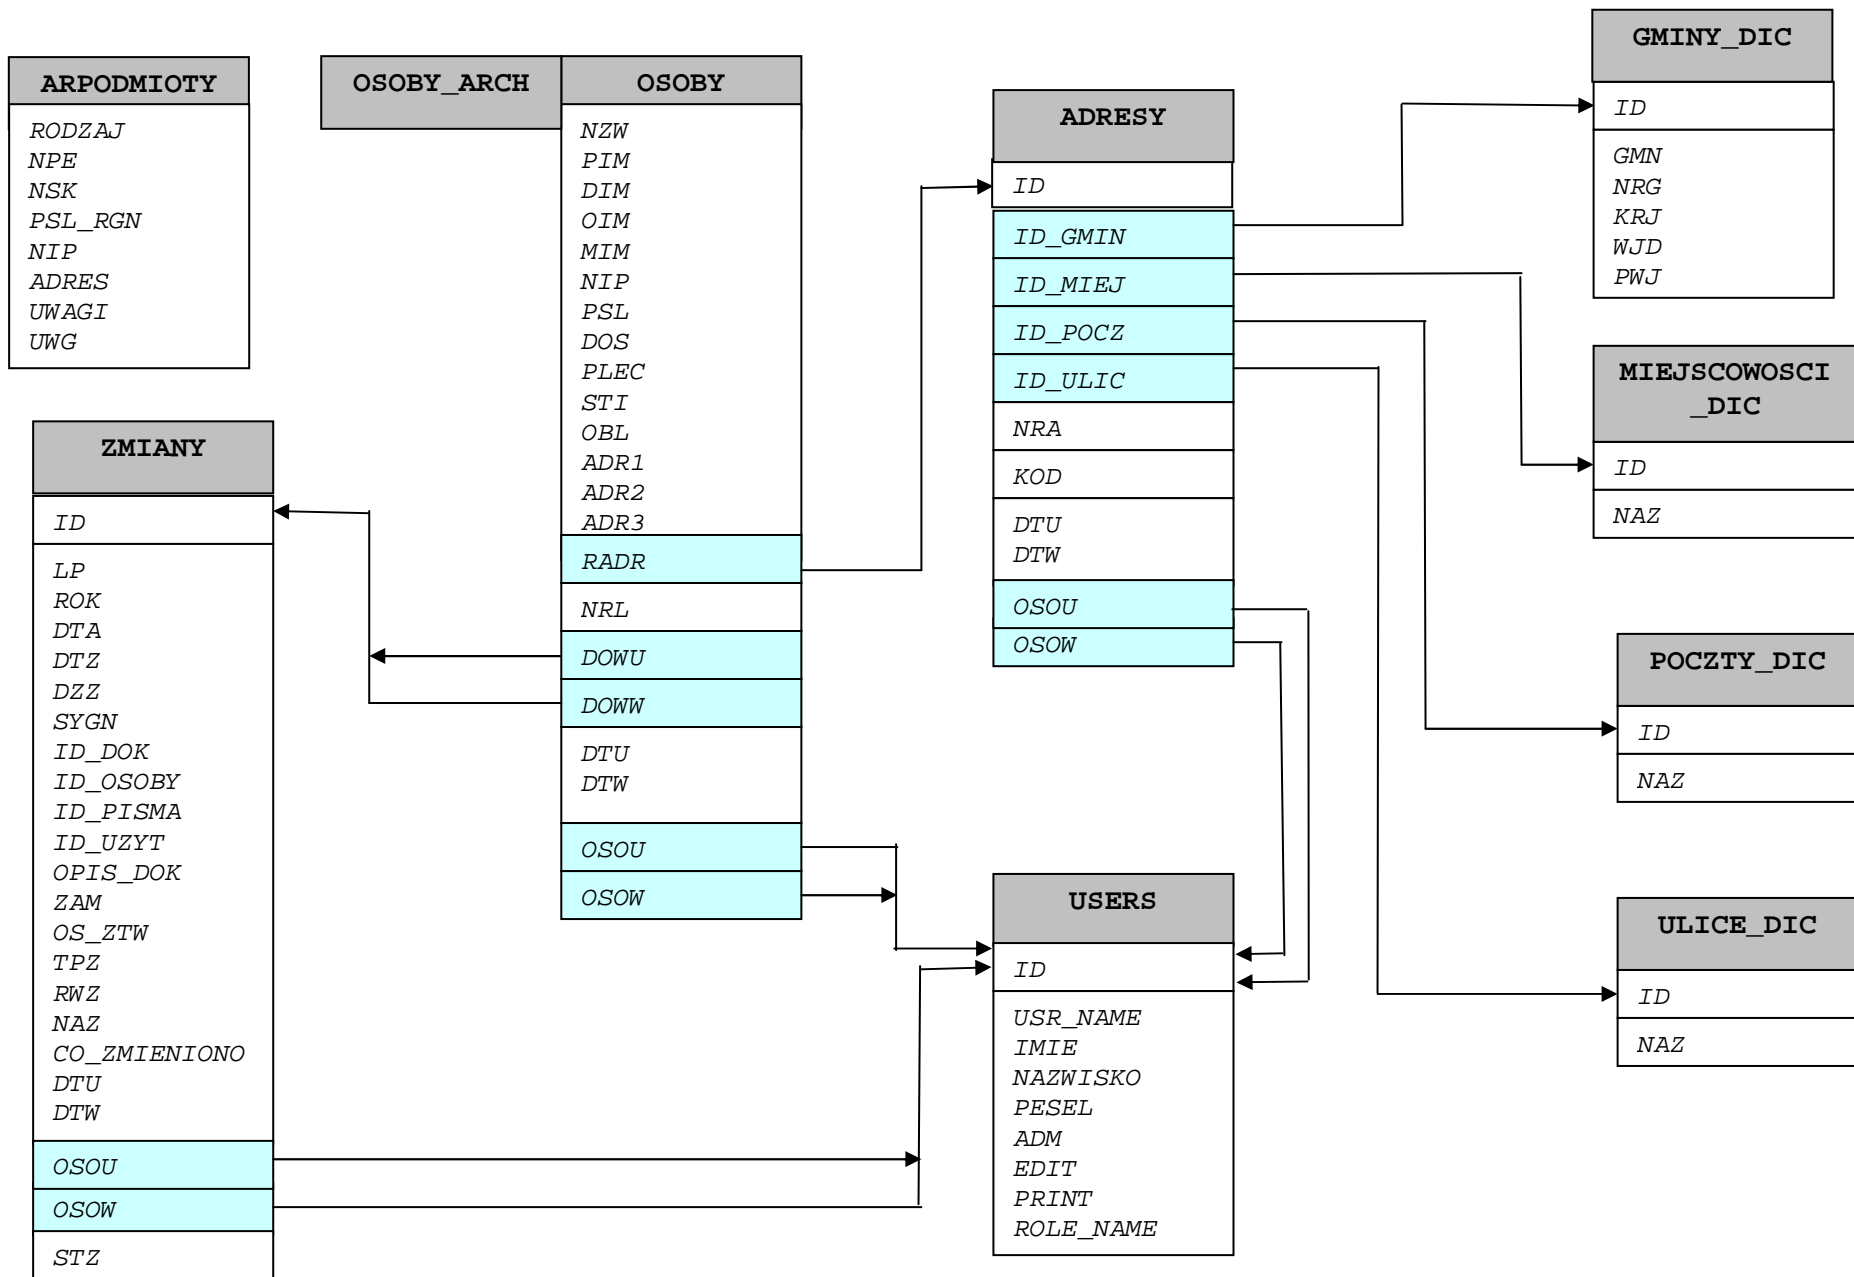 ARPODMIOTY
RODZAJ
NPE
NSK
PSL_RGN
NIP
ADRES
UWAGI
UWG
ZMIANY
ID
LP
ROK
DTA
DTZ
DZZ
SYGN
ID_DOK
ID_OSOBY
ID_PISMA
ID_UZYT
OPIS_DOK
ZAM
OS_ZTW
TPZ
RWZ
NAZ
CO_ZMIENIONO
DTU
DTW
OSOU
OSOW
STZ
OSOBY_ARCH
OSOBY
NZW
PIM
DIM
OIM
MIM
NIP
PSL
DOS
PLEC
STI
OBL
ADR1
ADR2
ADR3
RADR
NRL
DOWU
DOWW
DTU
DTW
OSOU
OSOW
ADRESY
ID
ID_GMIN
ID_MIEJ
ID_POCZ
ID_ULIC
NRA
KOD
DTU
DTW
OSOU
OSOW
USERS
ID
USR_NAME
IMIE
NAZWISKO
PESEL
ADM
EDIT
PRINT
ROLE_NAME
GMINY_DIC
ID
GMN
NRG
KRJ
WJD
PWJ
MIEJSCOWOSCI
_DIC
ID
NAZ
POCZTY_DIC
ID
NAZ
ULICE_DIC
ID
NAZ